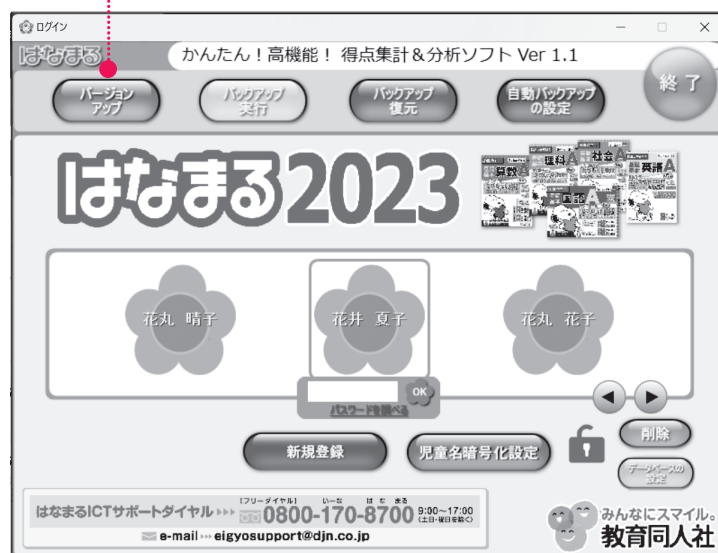 ログイン
はなまる
かんたん！高機能！ 得点集計＆分析ソフト Ver 1.1
終了
バージョン
アップ
バックアップ
実行
バックアップ
復元
自動バックアップ
の設定
はなまる2023
算数A
理科A
社会A
英語A
国語A
花丸 晴子
花井 夏子
花丸 花子
OK
パスワードを調べる
新規登録
児童名暗号化設定
削除
データベースの
設定
[フリーダイヤル] いーな はなまる
はなまるICTサポートダイヤル 0800-170-8700 9:00~17:00
(土日・祝日を除く)
e-mail eigyosupport@djn.co.jp
みんなにスマイル。
教育同人社